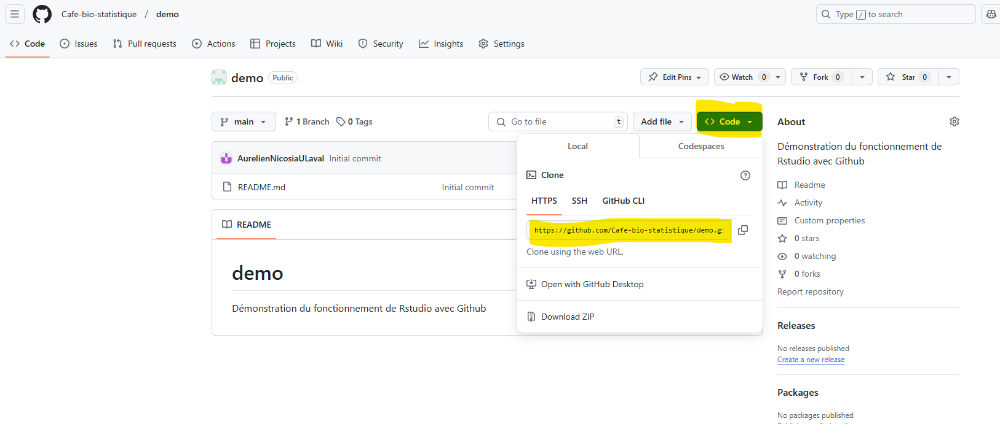 Cafe-bio-statistique / demo
Type / to search
Code Issues Pull requests Actions Projects Wiki Security Insights Settings
demo Public
Edit Pins Watch 0 Fork 0 Star 0
main 1 Branch 0 Tags
Go to file t
Add file
Code
AurelienNicosiaULaval Initial commit
README.md Initial commit
README
demo
Démonstration du fonctionnement de Rstudio avec Github
Local Codespaces
Clone
HTTPS SSH GitHub CLI
https://github.com/Cafe-bio-statistique/demo.gi
Clone using the web URL.
Open with GitHub Desktop
Download ZIP
About
Démonstration du fonctionnement de
Rstudio avec Github
Readme
Activity
Custom properties
0 stars
0 watching
0 forks
Report repository
Releases
No releases published
Create a new release
Packages
No packages published